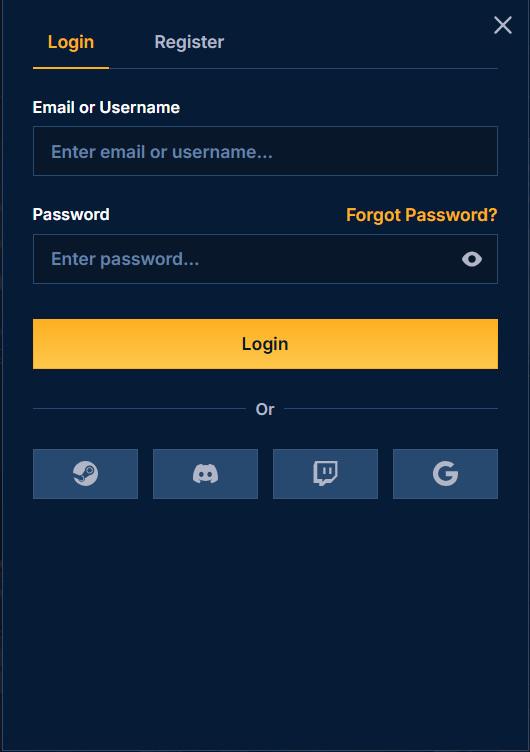 Login Register
Email or Username
Enter email or username...
Password Forgot Password?
Enter password...
Login
Or